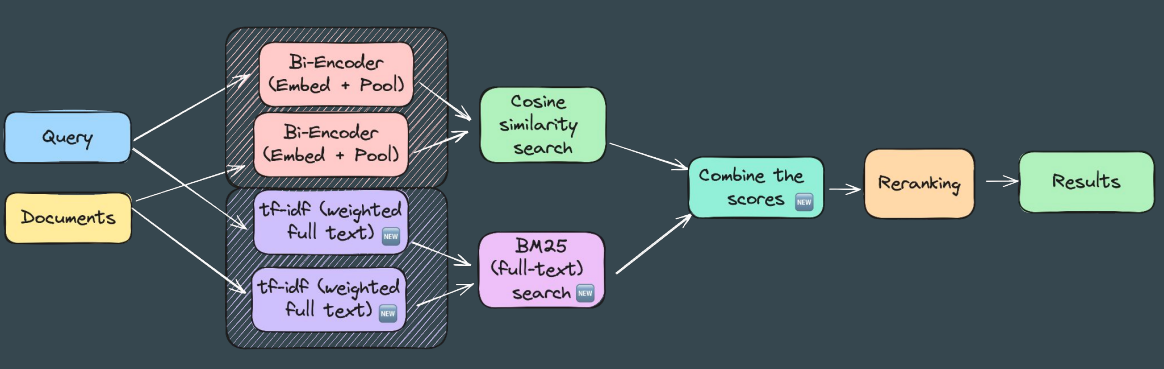 Query
Documents
Bi-Encoder
(Embed + Pool)
Bi-Encoder
(Embed + Pool)
tf-idf (weighted
full text) NEW
tf-idf (weighted
full text) NEW
Cosine
similarity
search
BM25
(full-text)
search NEW
Combine the
scores NEW
Reranking
Results